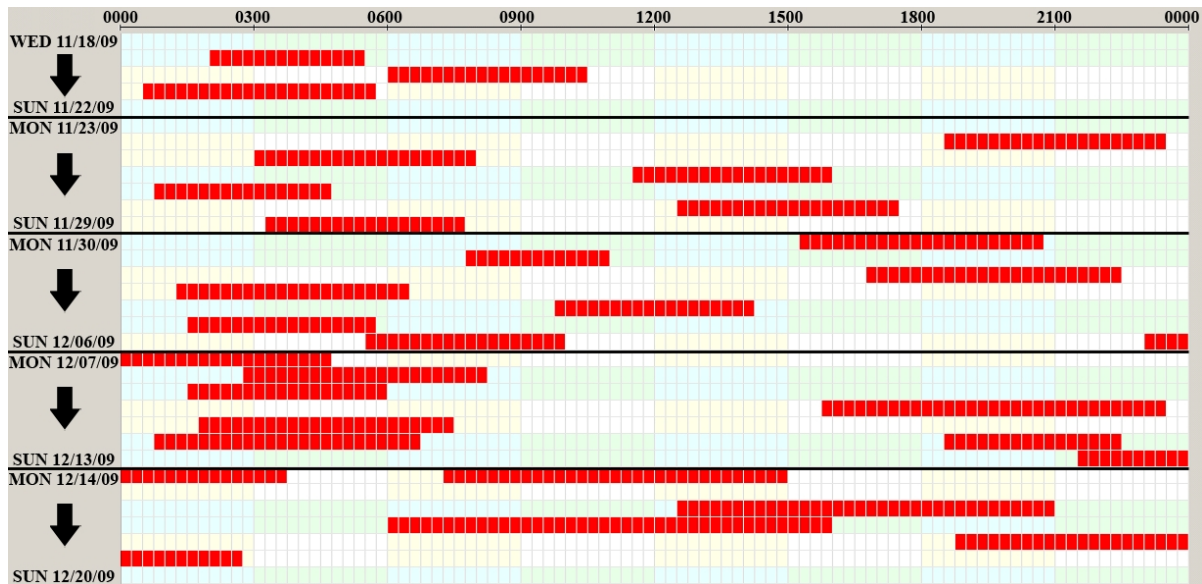 0000 0300 0600 0900 1200 1500 1800 2100 0000
WED 11/18/09
SUN 11/22/09
MON 11/23/09
SUN 11/29/09
MON 11/30/09
SUN 12/06/09
MON 12/07/09
SUN 12/13/09
MON 12/14/09
SUN 12/20/09